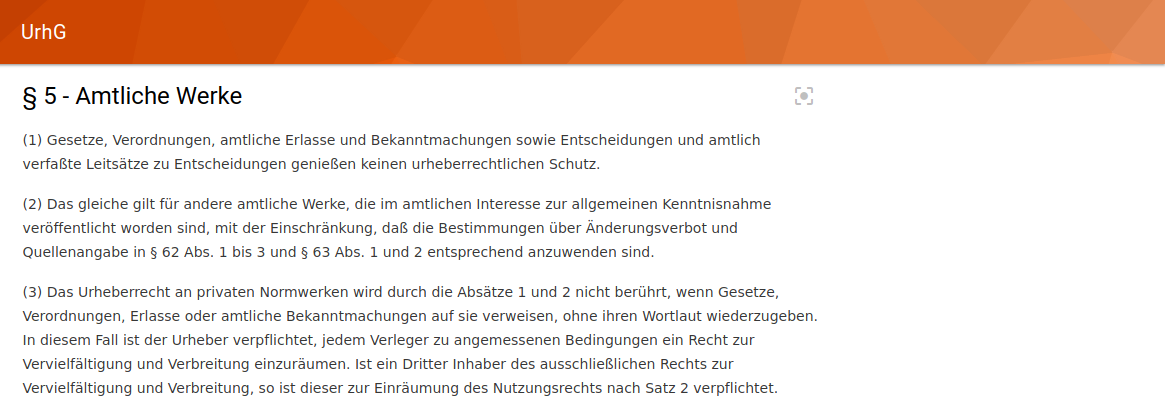 UrhG
§ 5 - Amtliche Werke
(1) Gesetze, Verordnungen, amtliche Erlasse und Bekanntmachungen sowie Entscheidungen und amtlich
verfaßte Leitsätze zu Entscheidungen genießen keinen urheberrechtlichen Schutz.
(2) Das gleiche gilt für andere amtliche Werke, die im amtlichen Interesse zur allgemeinen Kenntnisnahme
veröffentlicht worden sind, mit der Einschränkung, daß die Bestimmungen über Änderungsverbot und
Quellenangabe in § 62 Abs. 1 bis 3 und § 63 Abs. 1 und 2 entsprechend anzuwenden sind.
(3) Das Urheberrecht an privaten Normwerken wird durch die Absätze 1 und 2 nicht berührt, wenn Gesetze,
Verordnungen, Erlasse oder amtliche Bekanntmachungen auf sie verweisen, ohne ihren Wortlaut wiederzugeben.
In diesem Fall ist der Urheber verpflichtet, jedem Verleger zu angemessenen Bedingungen ein Recht zur
Vervielfältigung und Verbreitung einzuräumen. Ist ein Dritter Inhaber des ausschließlichen Rechts zur
Vervielfältigung und Verbreitung, so ist dieser zur Einräumung des Nutzungsrechts nach Satz 2 verpflichtet.